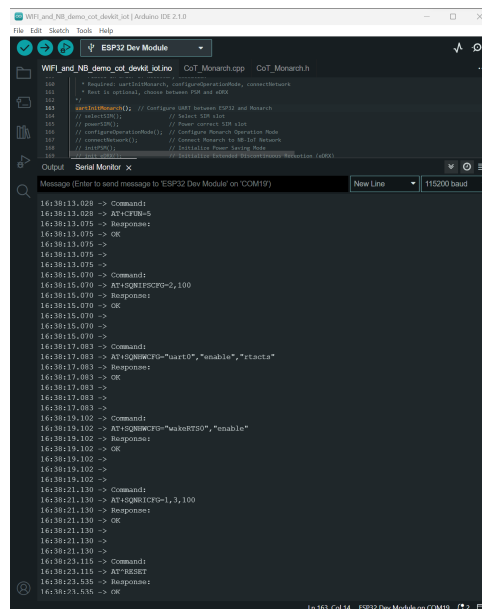 WIFI_and_NB_demo_cot_devkit_iot | Arduino IDE 2.1.0
File Edit Sketch Tools Help
ESP32 Dev Module
WIFI_and_NB_demo_cot_devkit_iot.ino CoT_Monarch.cpp CoT_Monarch.h
160 * Required: uartInitMonarch, configureOperationMode, connectNetwork
161 * Rest is optional, choose between PSM and eDRX
162 */
163 uartInitMonarch(); // Configure UART between ESP32 and Monarch
164 // selectSIM(); // Select SIM slot
165 // powerSIM(); // Power correct SIM slot
166 // configureOperationMode(); // Configure Monarch Operation Mode
167 // connectNetwork(); // Connect Monarch to NB-IoT Network
168 // initPSM(); // Initialize Power Saving Mode
Output Serial Monitor x
Message (Enter to send message to 'ESP32 Dev Module' on 'COM19')
New Line
115200 baud
16:38:13.028 -> Command:
16:38:13.028 -> AT+CFUN=5
16:38:13.075 -> Response:
16:38:13.075 -> OK
16:38:13.075 ->
16:38:13.075 ->
16:38:13.075 ->
16:38:15.070 -> Command:
16:38:15.070 -> AT+SQNIPSCFG=2,100
16:38:15.070 -> Response:
16:38:15.070 -> OK
16:38:15.070 ->
16:38:15.070 ->
16:38:15.070 ->
16:38:17.083 -> Command:
16:38:17.083 -> AT+SQNHWCFG="uart0","enable","rtscts"
16:38:17.083 -> Response:
16:38:17.083 -> OK
16:38:17.083 ->
16:38:17.083 ->
16:38:17.083 ->
16:38:19.102 -> Command:
16:38:19.102 -> AT+SQNHWCFG="wakeRTS0","enable"
16:38:19.102 -> Response:
16:38:19.102 -> OK
16:38:19.102 ->
16:38:19.102 ->
16:38:19.102 ->
16:38:21.130 -> Command:
16:38:21.130 -> AT+SQNRICFG=1,3,100
16:38:21.130 -> Response:
16:38:21.130 -> OK
16:38:21.130 ->
16:38:21.130 ->
16:38:21.130 ->
16:38:23.115 -> Command:
16:38:23.115 -> AT^RESET
16:38:23.535 -> Response:
16:38:23.535 -> OK
Ln 163, Col 14 ESP32 Dev Module on COM19 2